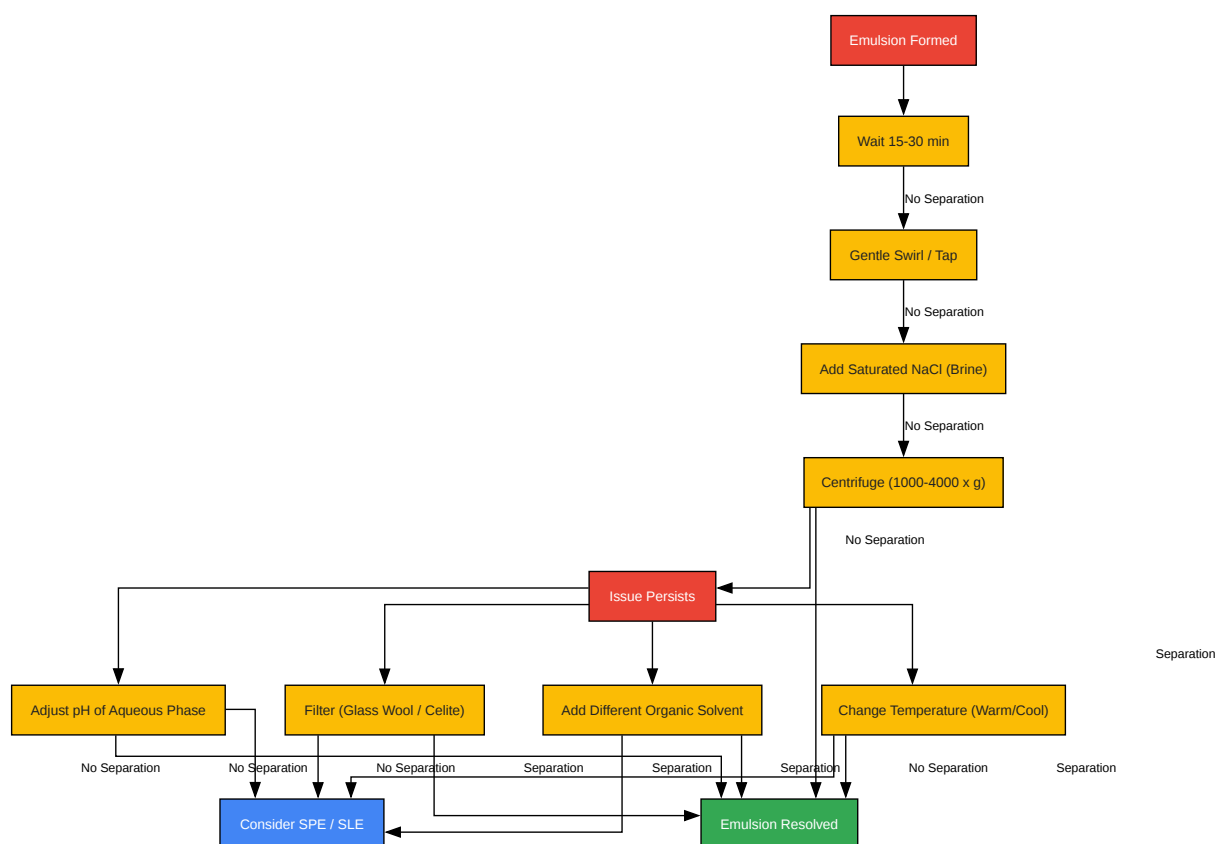 Emulsion Formed
Wait 15-30 min
No Separation
Gentle Swirl / Tap
No Separation
Add Saturated NaCl (Brine)
No Separation
Centrifuge (1000-4000 x g)
No Separation
Issue Persists
Separation
Adjust pH of Aqueous Phase
Filter (Glass Wool / Celite)
Add Different Organic Solvent
Change Temperature (Warm/Cool)
No Separation
No Separation
No Separation
Separation
Separation
Separation
No Separation
Separation
Consider SPE / SLE
Emulsion Resolved